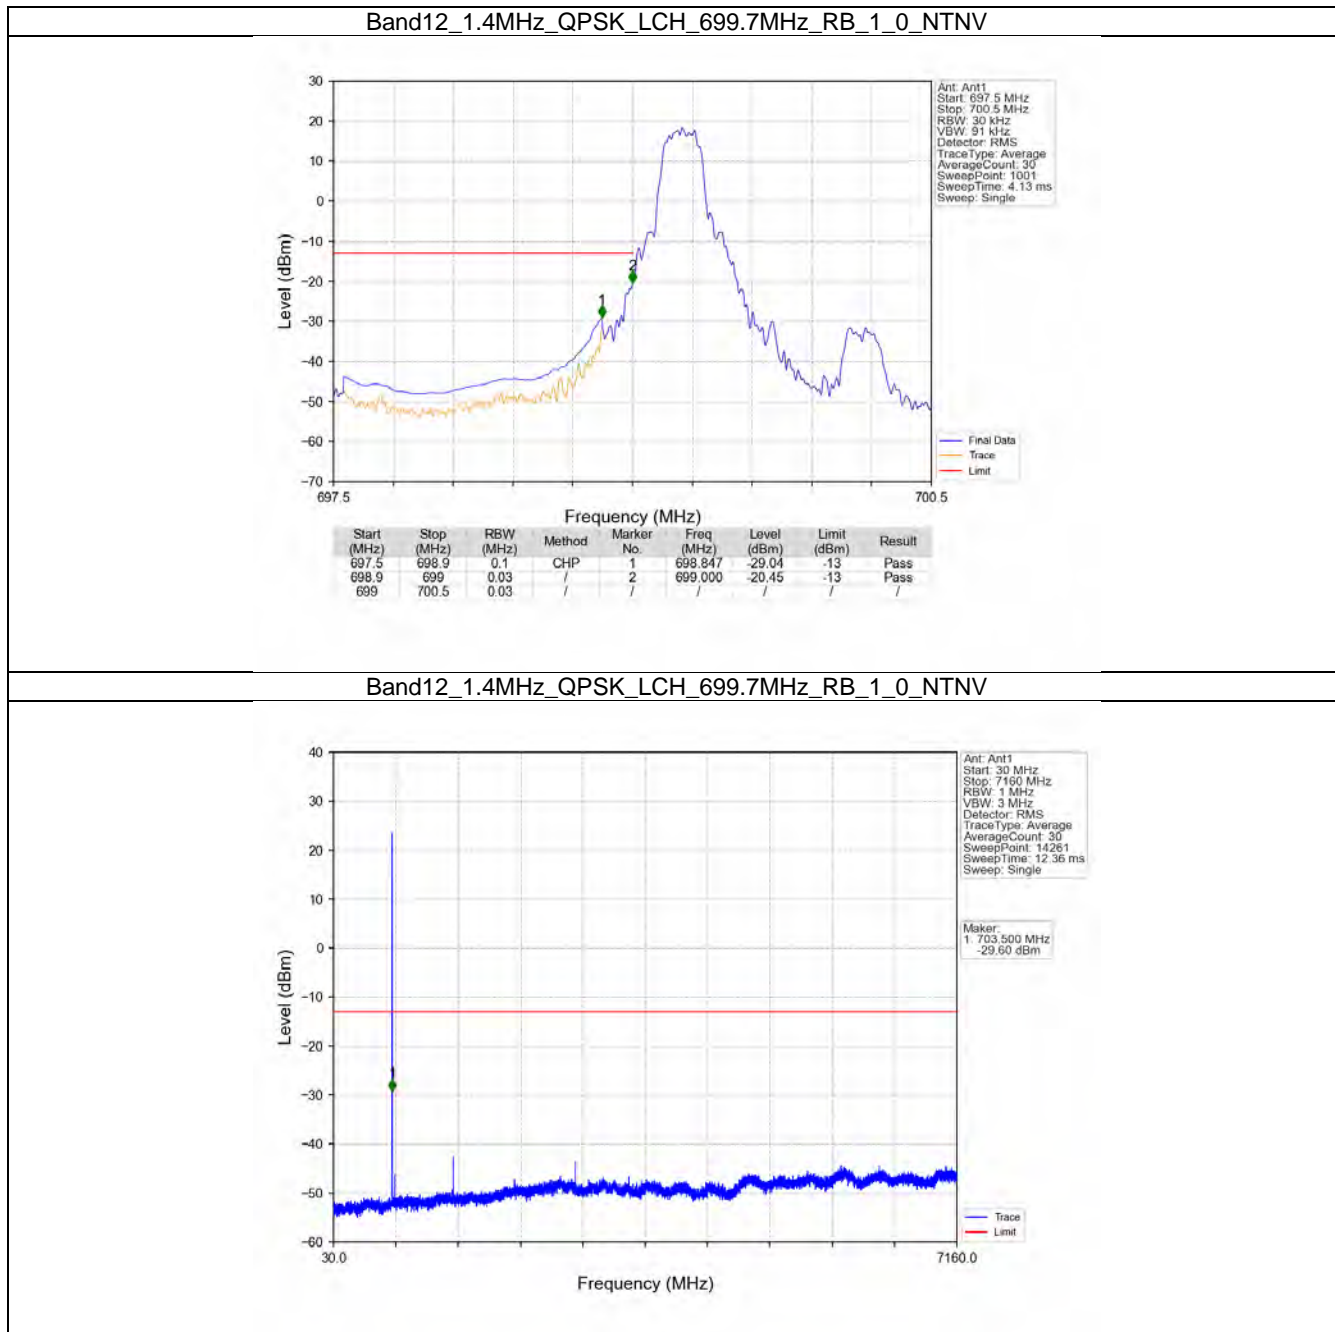 Band12_1.4MHz_QPSK_LCH_699.7MHz_RB_1_0_NTNV
30
20
10
0
−10
−20
−30
−40
−50
−60
−70
Level (dBm)
1
2
697.5
700.5
Frequency (MHz)
Ant: Ant1
Start: 697.5 MHz
Stop: 700.5 MHz
RBW: 30 kHz
VBW: 91 kHz
Detector: RMS
TraceType: Average
AverageCount: 30
SweepPoint: 1001
SweepTime: 4.13 ms
Sweep: Single
Final Data
Trace
Limit
Start (MHz) Stop (MHz) RBW (MHz) Method Marker No. Freq (MHz) Level (dBm) Limit (dBm) Result
697.5 698.9 0.1 CHP 1 698.847 -29.04 -13 Pass
698.9 699 0.03 / 2 699.000 -20.45 -13 Pass
699 700.5 0.03 / / / / / /
Band12_1.4MHz_QPSK_LCH_699.7MHz_RB_1_0_NTNV
40
30
20
10
0
−10
−20
−30
−40
−50
−60
Level (dBm)
1
30.0
7160.0
Frequency (MHz)
Ant: Ant1
Start: 30 MHz
Stop: 7160 MHz
RBW: 1 MHz
VBW: 3 MHz
Detector: RMS
TraceType: Average
AverageCount: 30
SweepPoint: 14261
SweepTime: 12.36 ms
Sweep: Single
Maker:
1. 703.500 MHz
-29.60 dBm
Trace
Limit